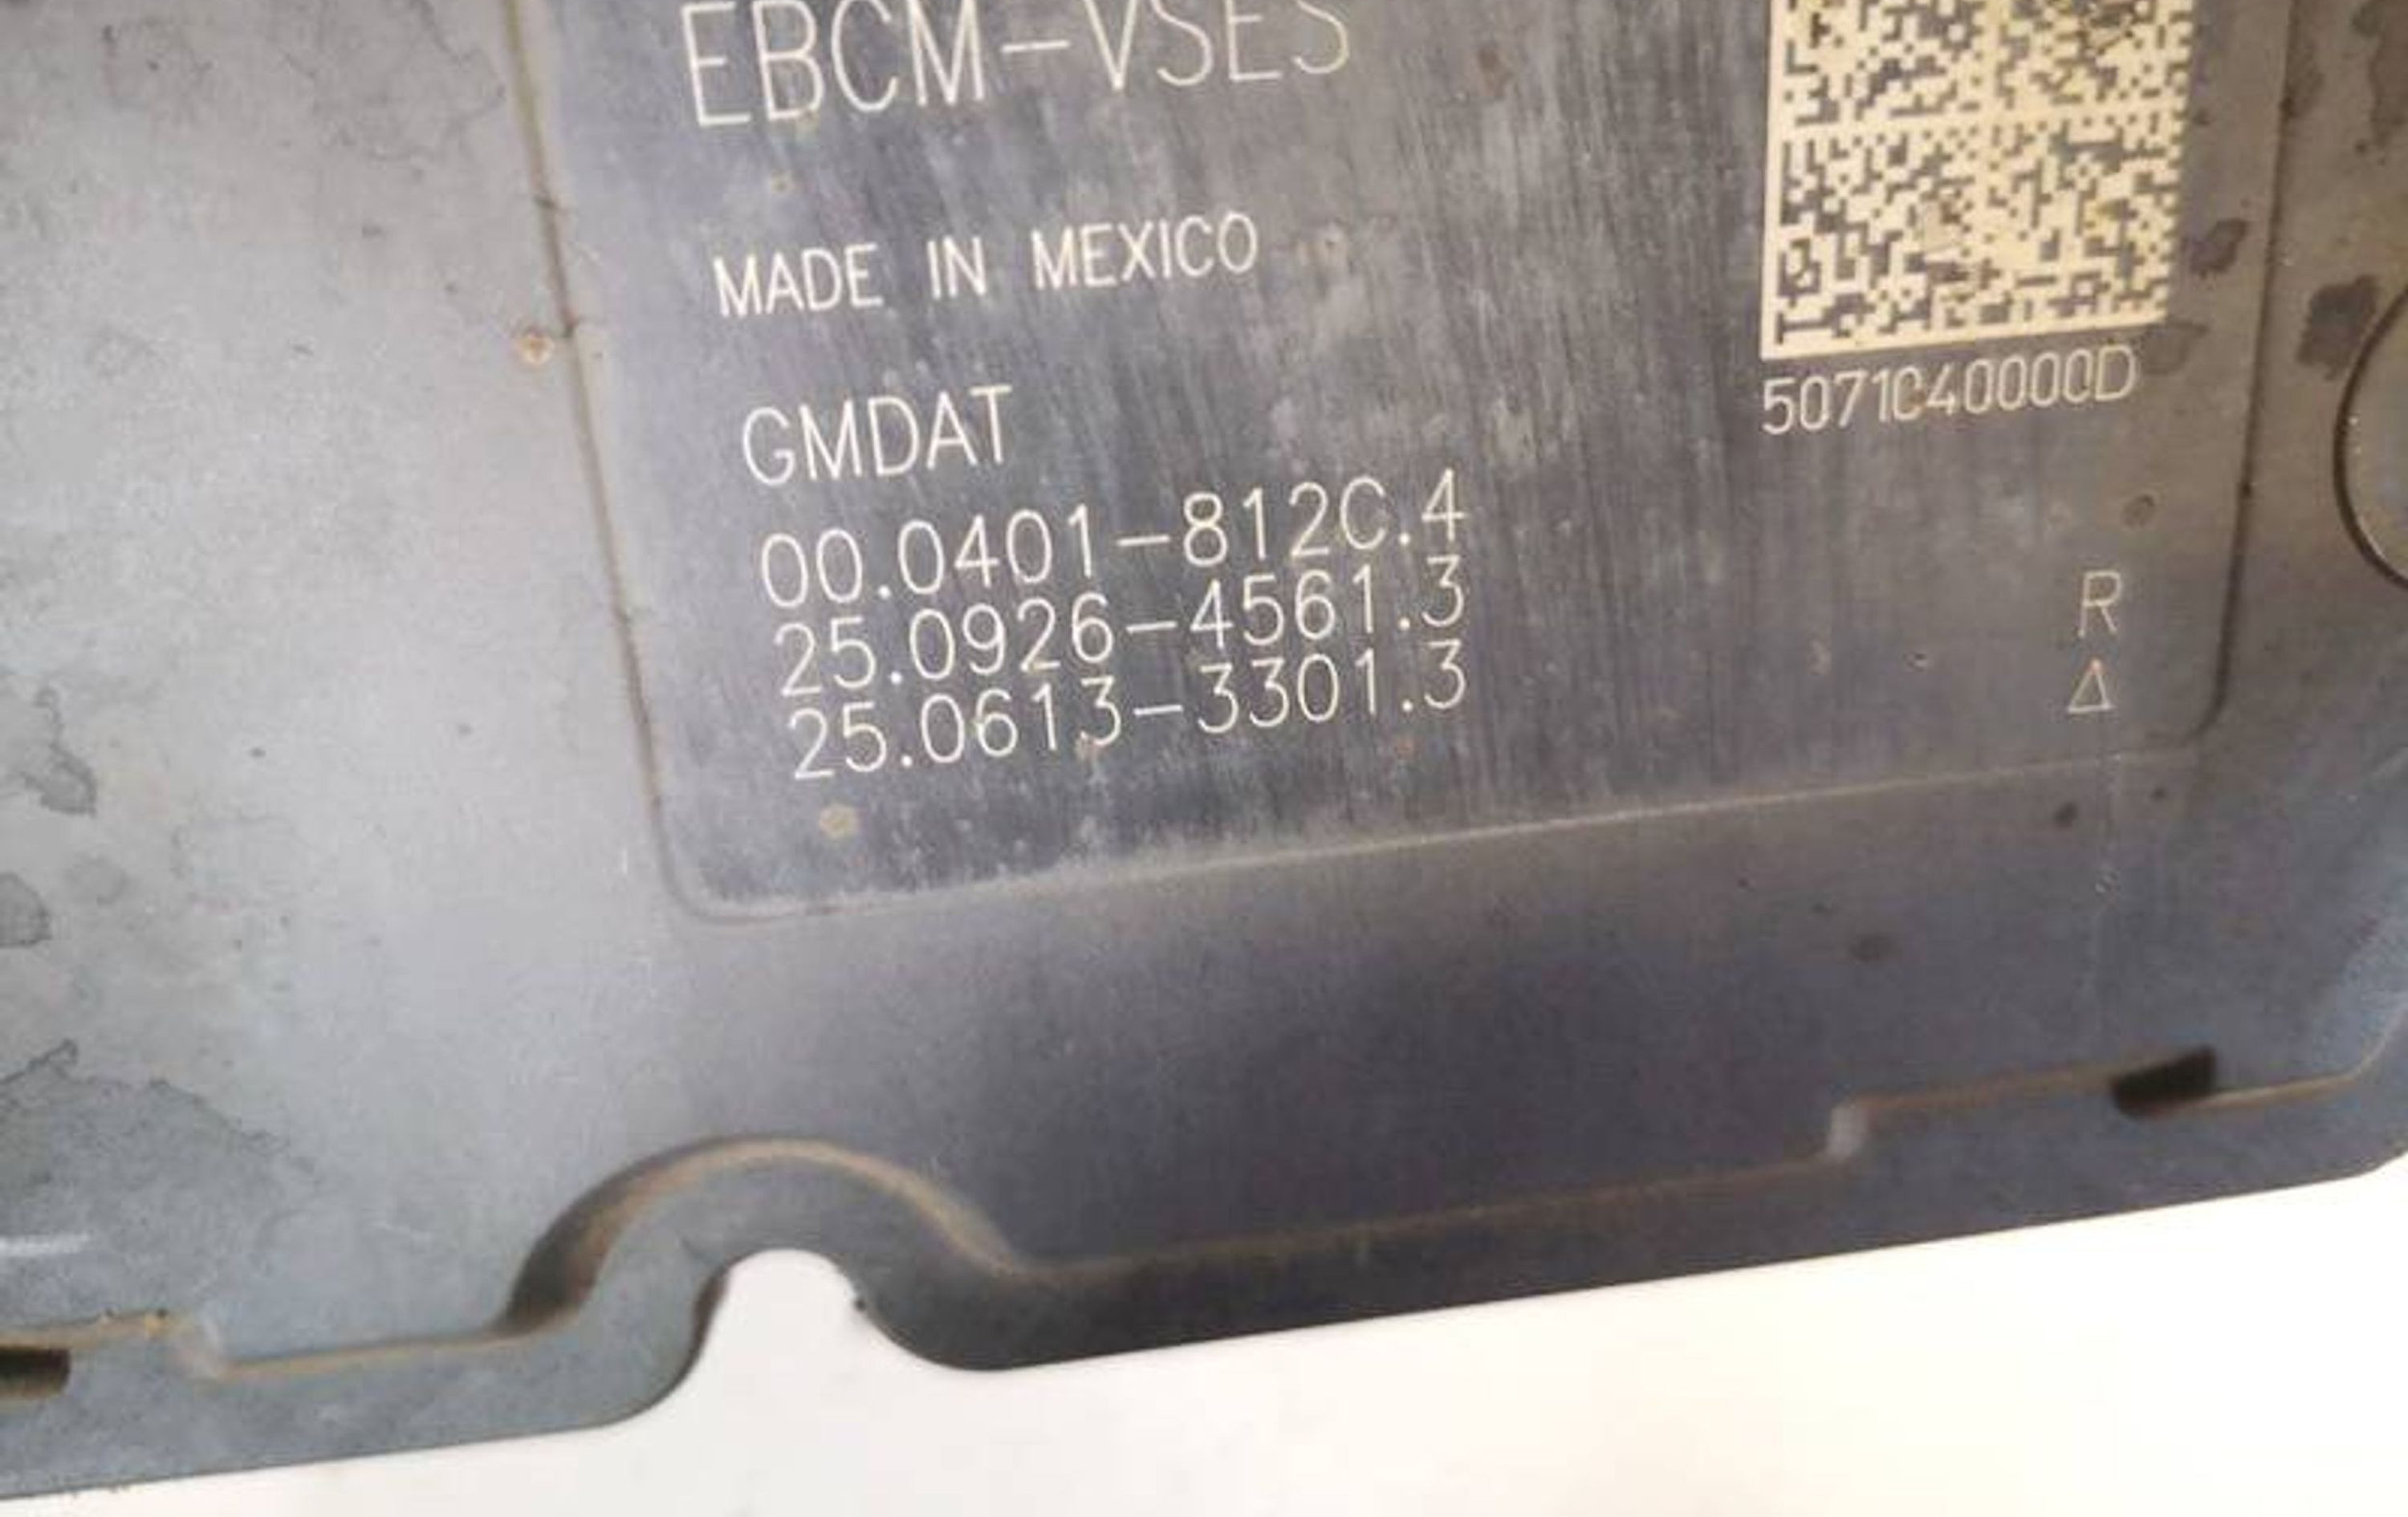 EBCM-VSES
MADE IN MEXICO
GMDAT
00.0401-812C.4
25.0926-4561.3
25.0613-3301.3
5071C40000D
R
Δ